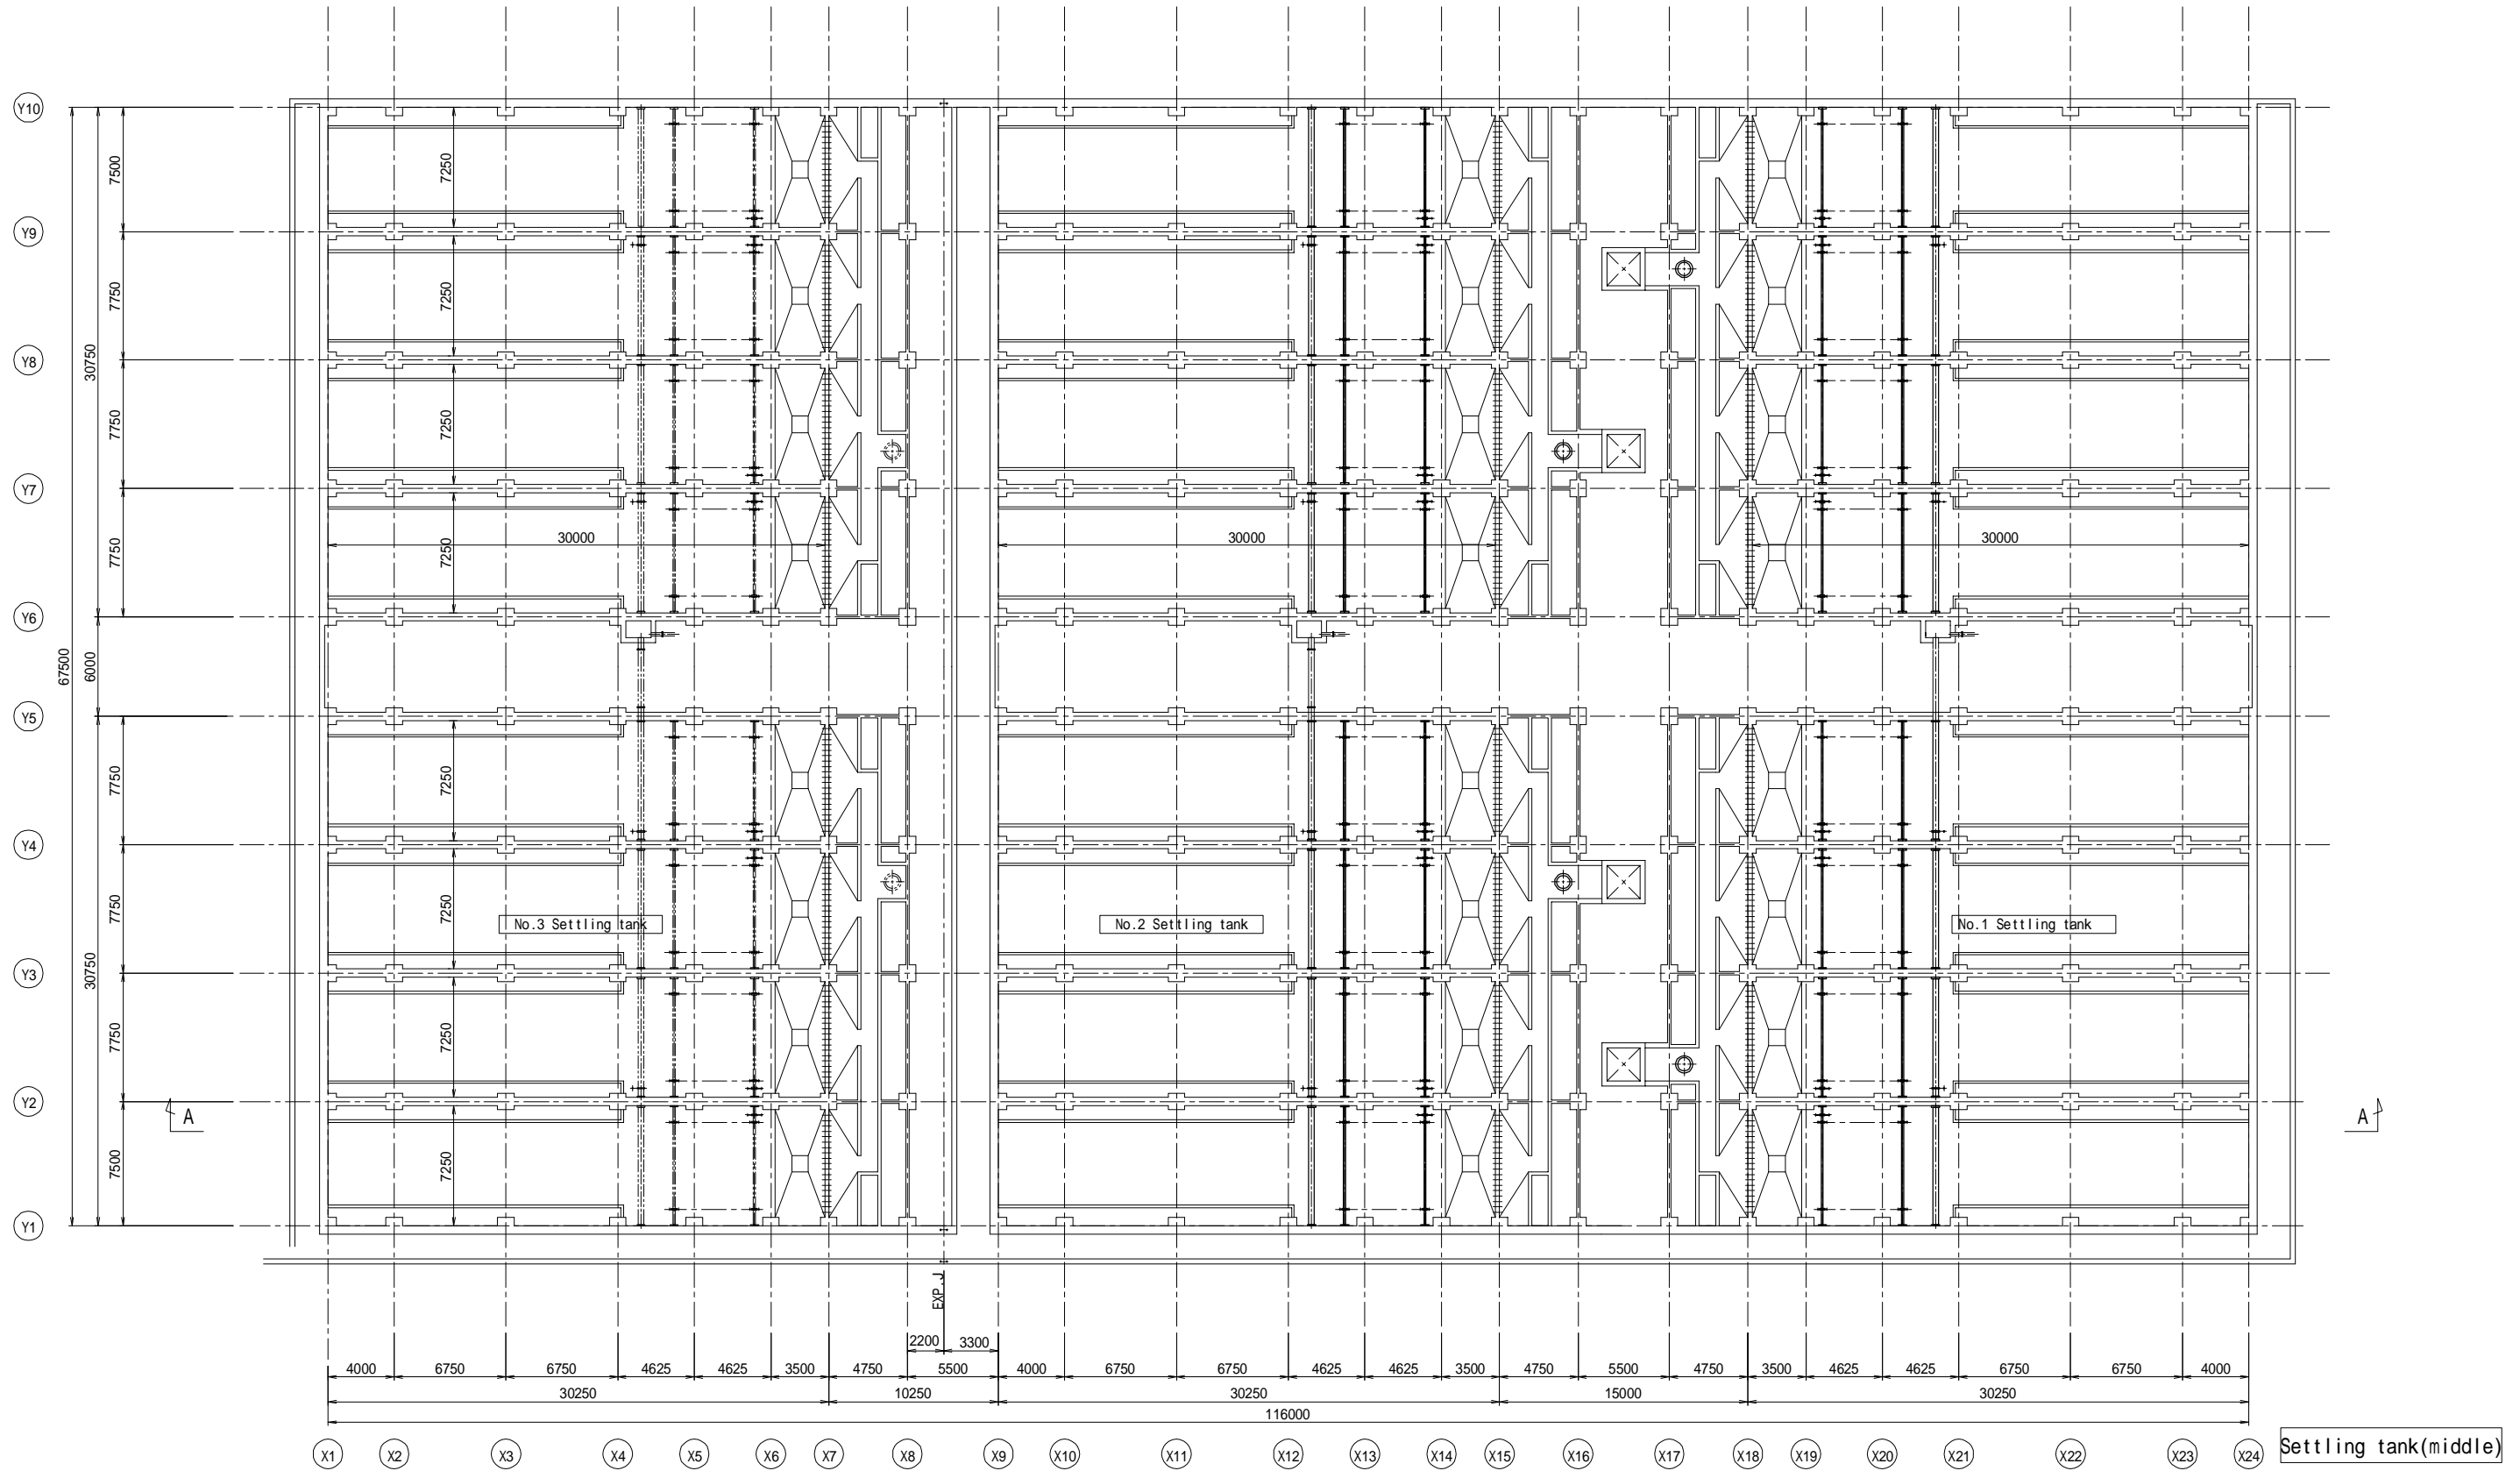 Y10
7500
7250
Y9
7750
7250
30750
Y8
7750
7250
Y7
7750
7250
30000
30000
30000
Y6
67500
6000
Y5
7750
7250
Y4
7750
7250
No.3 Settling tank
No.2 Settling tank
No.1 Settling tank
30750
Y3
7750
7250
Y2
A
A
7500
7250
Y1
EXP.J
2200
3300
4000 6750 6750 4625 4625 3500 4750 5500 4000 6750 6750 4625 4625 3500 4750 5500 4750 3500 4625 4625 6750 6750 4000
30250 10250 30250 15000 30250
116000
X1 X2 X3 X4 X5 X6 X7 X8 X9 X10 X11 X12 X13 X14 X15 X16 X17 X18 X19 X20 X21 X22 X23 X24
Settling tank(middle)